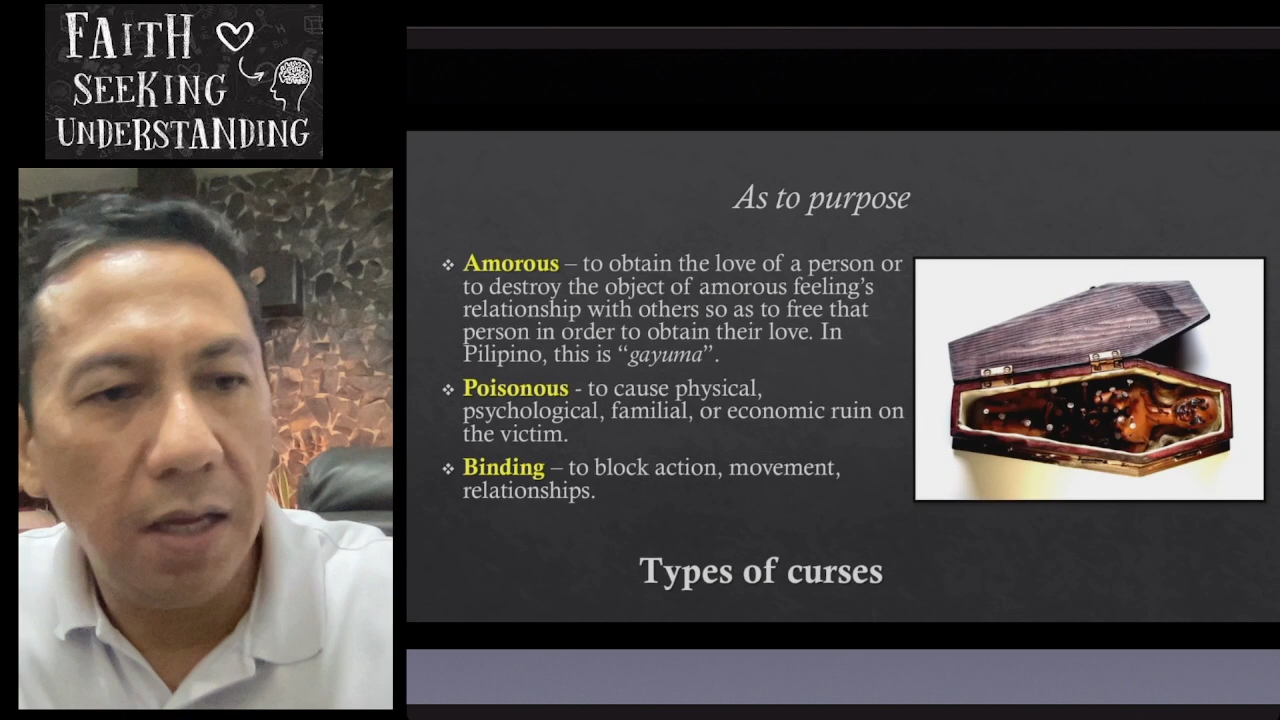 FAITH
SEEKING
UNDERSTANDING
As to purpose
❖ Amorous – to obtain the love of a person or
to destroy the object of amorous feeling's
relationship with others so as to free that
person in order to obtain their love. In
Pilipino, this is “gayuma”.
❖ Poisonous - to cause physical,
psychological, familial, or economic ruin on
the victim.
❖ Binding – to block action, movement,
relationships.
Types of curses